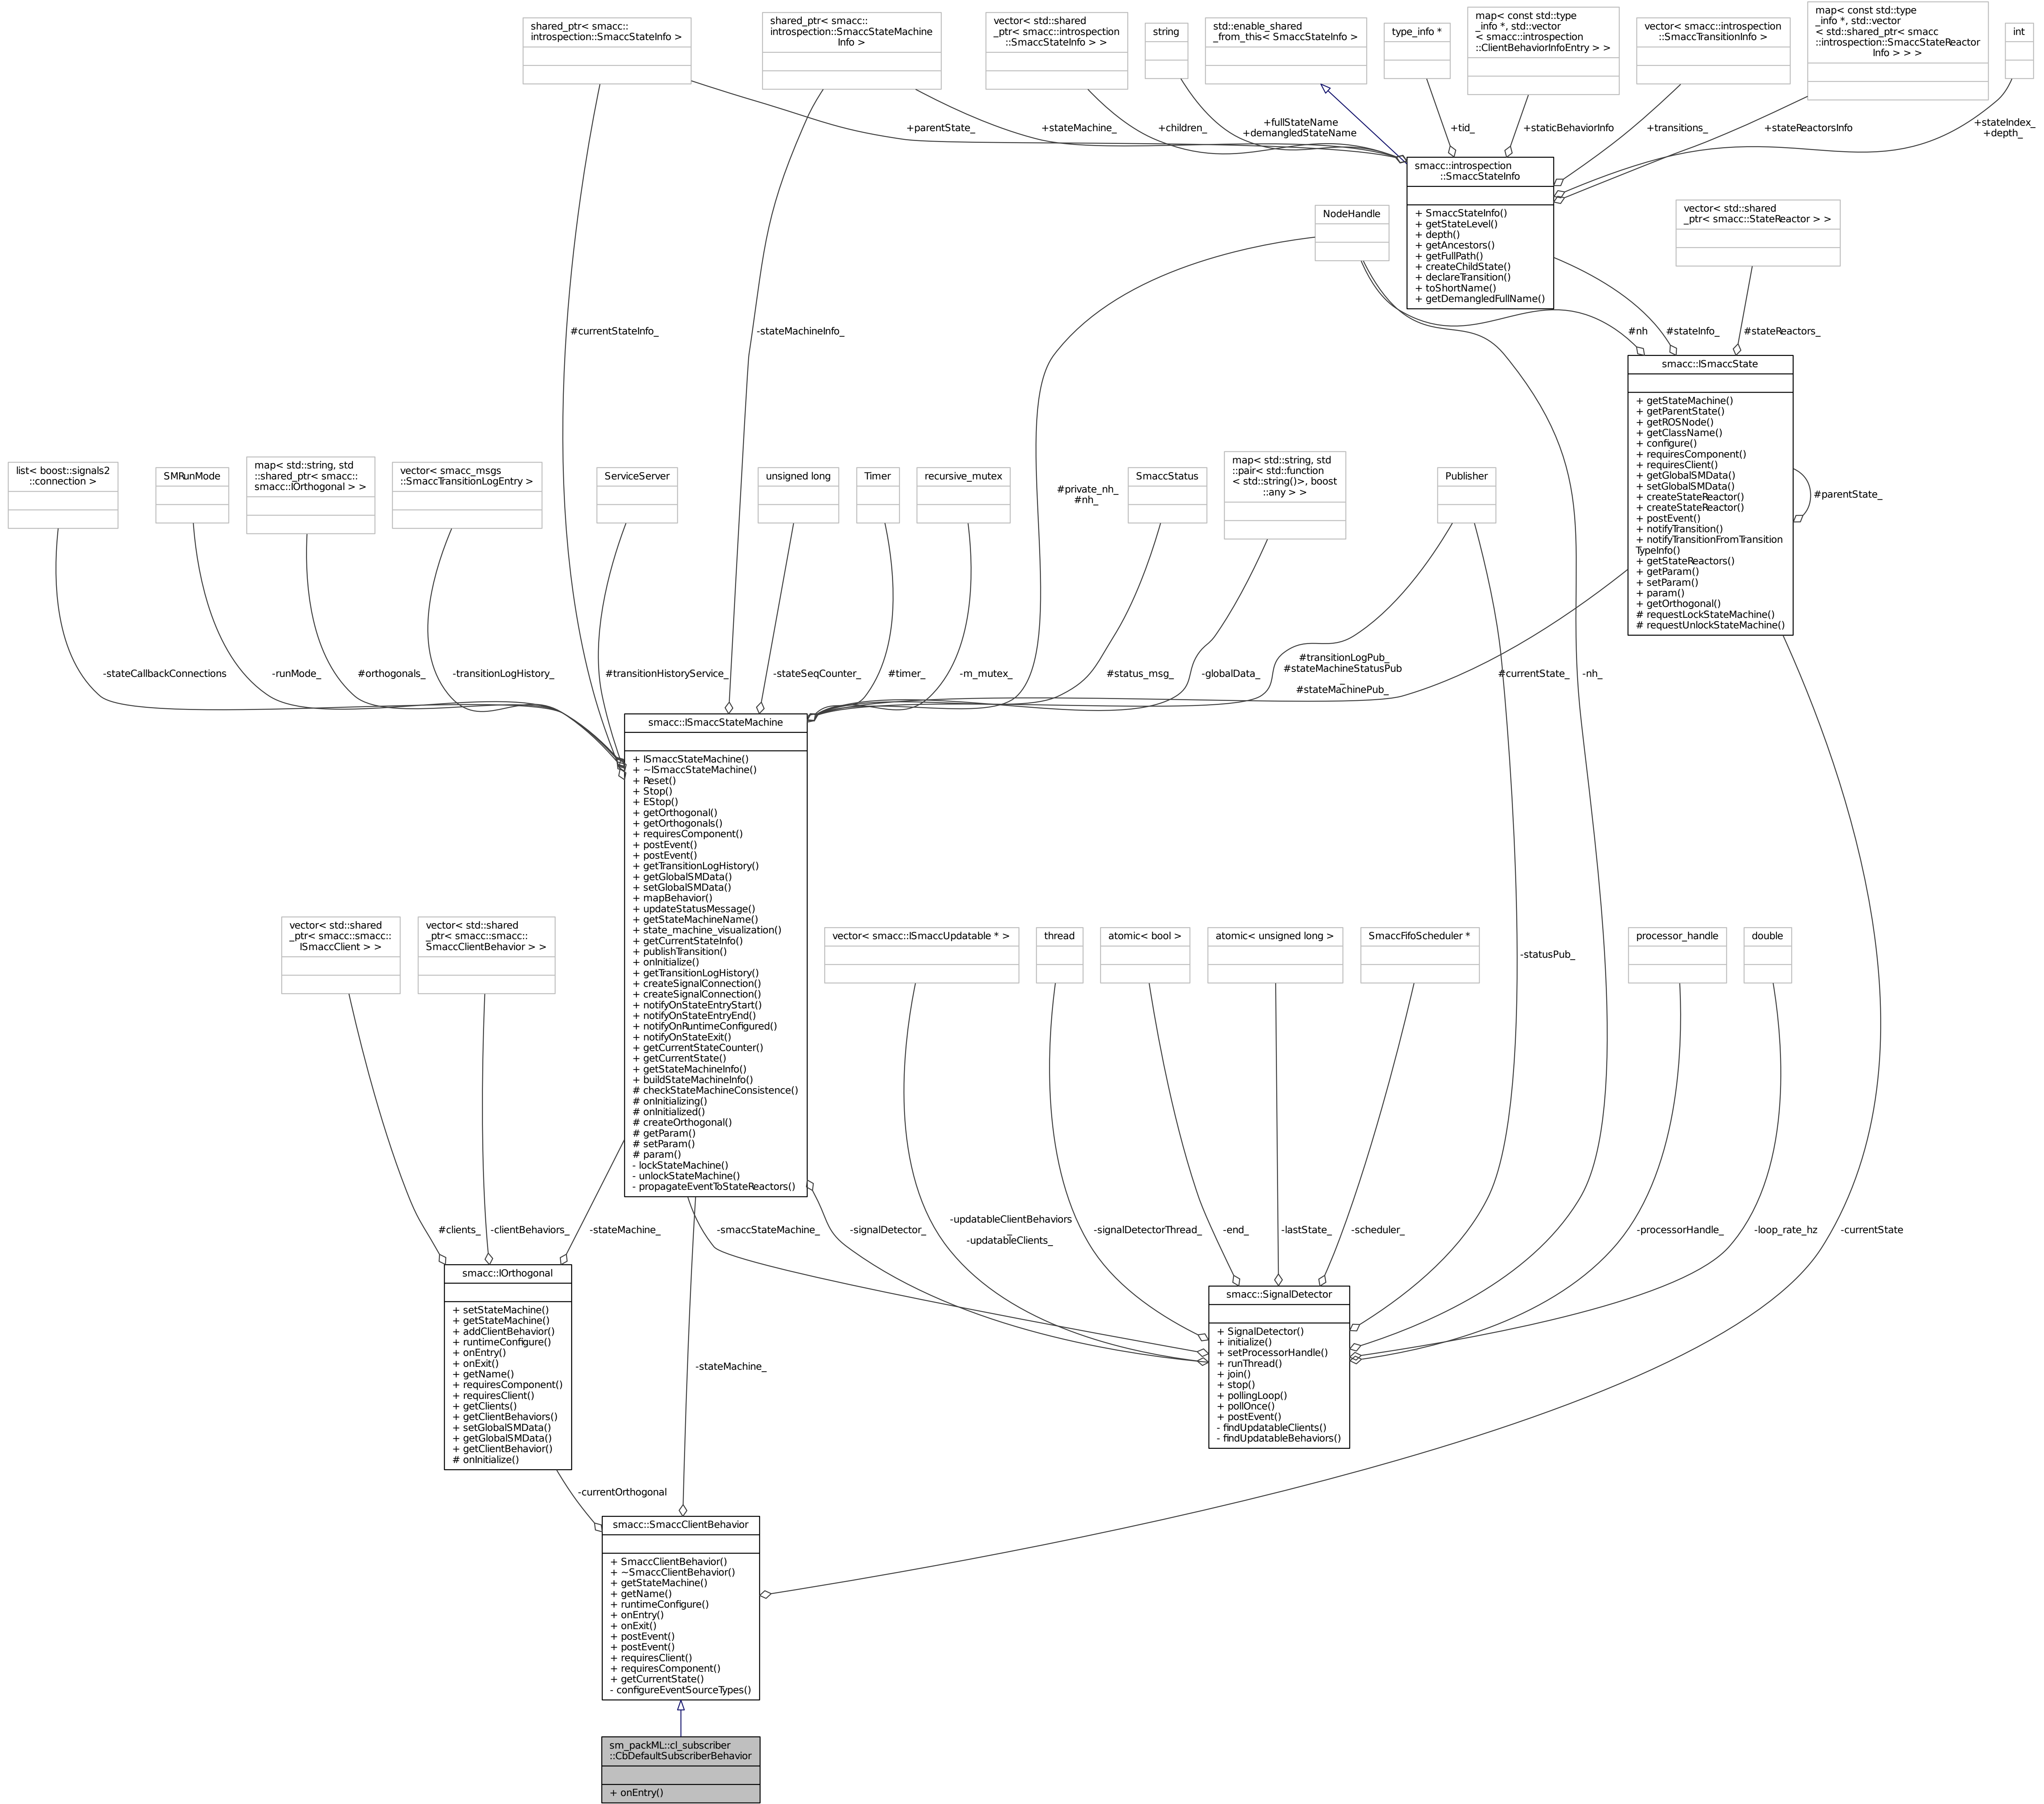 shared_ptr< smacc::
introspection::SmaccStateInfo >
shared_ptr< smacc::
introspection::SmaccStateMachine
Info >
vector< std::shared
_ptr< smacc::introspection
::SmaccStateInfo > >
string
std::enable_shared
_from_this< SmaccStateInfo >
type_info *
map< const std::type
_info *, std::vector
< smacc::introspection
::ClientBehaviorInfoEntry > >
vector< smacc::introspection
::SmaccTransitionInfo >
map< const std::type
_info *, std::vector
< std::shared_ptr< smacc
::introspection::SmaccStateReactor
Info > > >
int
+parentState_
+stateMachine_
+children_
+fullStateName
+demangledStateName
+tid_
+staticBehaviorInfo
+transitions_
+stateReactorsInfo
+stateIndex_
+depth_
smacc::introspection
::SmaccStateInfo
+ SmaccStateInfo()
+ getStateLevel()
+ depth()
+ getAncestors()
+ getFullPath()
+ createChildState()
+ declareTransition()
+ toShortName()
+ getDemangledFullName()
NodeHandle
vector< std::shared
_ptr< smacc::StateReactor > >
#currentStateInfo_
-stateMachineInfo_
#nh
#stateInfo_
#stateReactors_
smacc::ISmaccState
+ getStateMachine()
+ getParentState()
+ getROSNode()
+ getClassName()
+ configure()
+ requiresComponent()
+ requiresClient()
+ getGlobalSMData()
+ setGlobalSMData()
+ createStateReactor()
+ createStateReactor()
+ postEvent()
+ notifyTransition()
+ notifyTransitionFromTransition
TypeInfo()
+ getStateReactors()
+ getParam()
+ setParam()
+ param()
+ getOrthogonal()
# requestLockStateMachine()
# requestUnlockStateMachine()
#parentState_
list< boost::signals2
::connection >
SMRunMode
map< std::string, std
::shared_ptr< smacc::
smacc::IOrthogonal > >
vector< smacc_msgs
::SmaccTransitionLogEntry >
ServiceServer
unsigned long
Timer
recursive_mutex
#private_nh_
#nh_
SmaccStatus
map< std::string, std
::pair< std::function
< std::string()>, boost
::any > >
Publisher
-stateCallbackConnections
-runMode_
#orthogonals_
-transitionLogHistory_
#transitionHistoryService_
-stateSeqCounter_
#timer_
-m_mutex_
#status_msg_
-globalData_
#transitionLogPub_
#stateMachineStatusPub
_
#stateMachinePub_
#currentState_
-nh_
smacc::ISmaccStateMachine
+ ISmaccStateMachine()
+ ~ISmaccStateMachine()
+ Reset()
+ Stop()
+ EStop()
+ getOrthogonal()
+ getOrthogonals()
+ requiresComponent()
+ postEvent()
+ postEvent()
+ getTransitionLogHistory()
+ getGlobalSMData()
+ setGlobalSMData()
+ mapBehavior()
+ updateStatusMessage()
+ getStateMachineName()
+ state_machine_visualization()
+ getCurrentStateInfo()
+ publishTransition()
+ onInitialize()
+ getTransitionLogHistory()
+ createSignalConnection()
+ createSignalConnection()
+ notifyOnStateEntryStart()
+ notifyOnStateEntryEnd()
+ notifyOnRuntimeConfigured()
+ notifyOnStateExit()
+ getCurrentStateCounter()
+ getCurrentState()
+ getStateMachineInfo()
+ buildStateMachineInfo()
# checkStateMachineConsistence()
# onInitializing()
# onInitialized()
# createOrthogonal()
# getParam()
# setParam()
# param()
- lockStateMachine()
- unlockStateMachine()
- propagateEventToStateReactors()
vector< std::shared
_ptr< smacc::smacc::
ISmaccClient > >
vector< std::shared
_ptr< smacc::smacc::
SmaccClientBehavior > >
vector< smacc::ISmaccUpdatable * >
thread
atomic< bool >
atomic< unsigned long >
SmaccFifoScheduler *
-statusPub_
processor_handle
double
#clients_
-clientBehaviors_
-stateMachine_
-smaccStateMachine_
-signalDetector_
-updatableClientBehaviors
_
-updatableClients_
-signalDetectorThread_
-end_
-lastState_
-scheduler_
-processorHandle_
-loop_rate_hz
-currentState
smacc::IOrthogonal
+ setStateMachine()
+ getStateMachine()
+ addClientBehavior()
+ runtimeConfigure()
+ onEntry()
+ onExit()
+ getName()
+ requiresComponent()
+ requiresClient()
+ getClients()
+ getClientBehaviors()
+ setGlobalSMData()
+ getGlobalSMData()
+ getClientBehavior()
# onInitialize()
smacc::SignalDetector
+ SignalDetector()
+ initialize()
+ setProcessorHandle()
+ runThread()
+ join()
+ stop()
+ pollingLoop()
+ pollOnce()
+ postEvent()
- findUpdatableClients()
- findUpdatableBehaviors()
-stateMachine_
-currentOrthogonal
smacc::SmaccClientBehavior
+ SmaccClientBehavior()
+ ~SmaccClientBehavior()
+ getStateMachine()
+ getName()
+ runtimeConfigure()
+ onEntry()
+ onExit()
+ postEvent()
+ postEvent()
+ requiresClient()
+ requiresComponent()
+ getCurrentState()
- configureEventSourceTypes()
sm_packML::cl_subscriber
::CbDefaultSubscriberBehavior
+ onEntry()